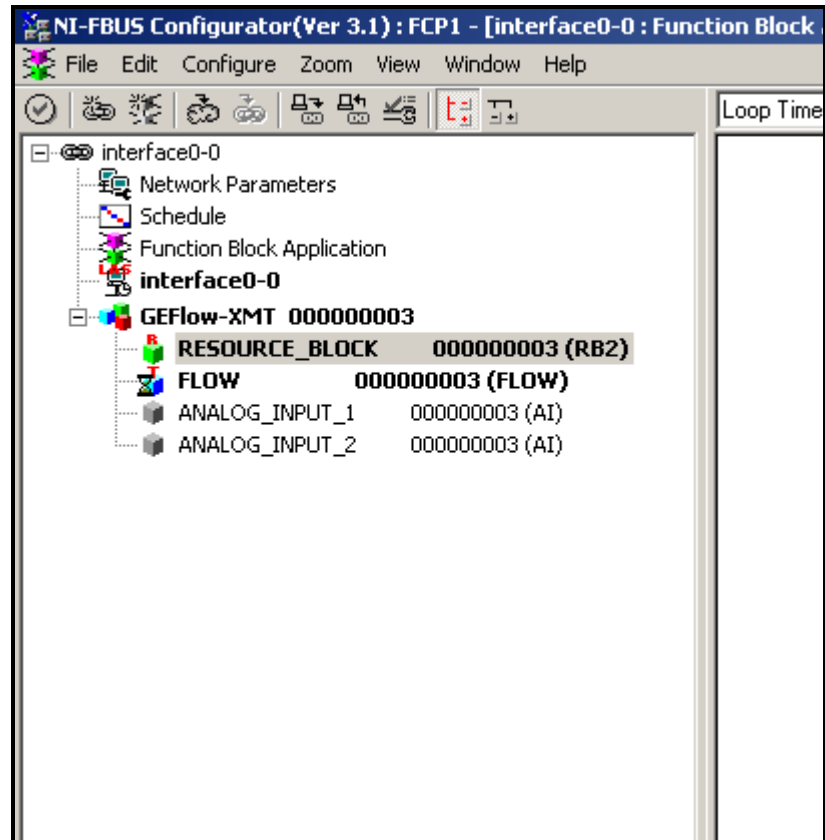 NI-FBUS Configurator(Ver 3.1) : FCP1 - [interface0-0 : Function Block
File Edit Configure Zoom View Window Help
Loop Time
interface0-0
Network Parameters
Schedule
Function Block Application
LAS
interface0-0
GEFlow-XMT 000000003
R
RESOURCE_BLOCK 000000003 (RB2)
T
FLOW 000000003 (FLOW)
ANALOG_INPUT_1 000000003 (AI)
ANALOG_INPUT_2 000000003 (AI)